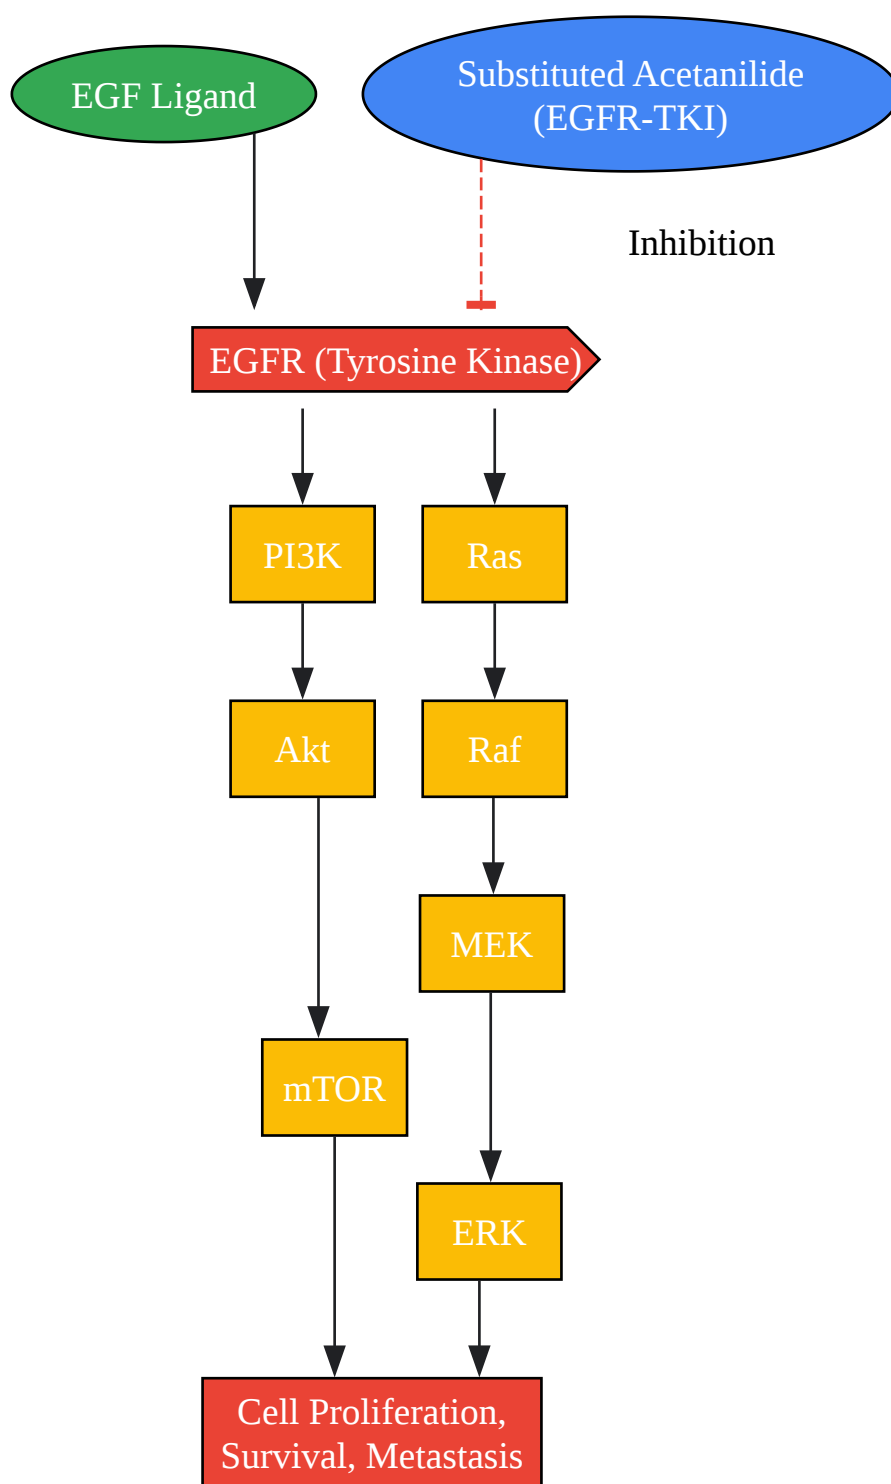 EGF Ligand
Substituted Acetanilide
(EGFR-TKI)
Inhibition
EGFR (Tyrosine Kinase)
PI3K
Ras
Akt
Raf
MEK
mTOR
ERK
Cell Proliferation,
Survival, Metastasis